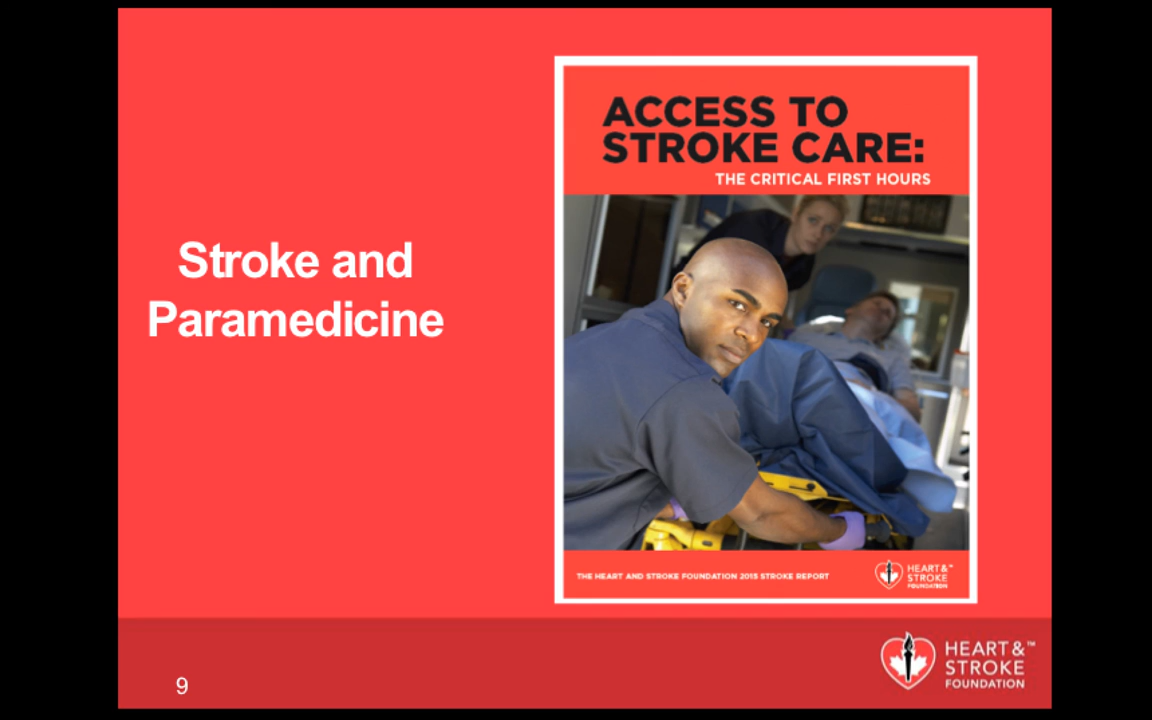 Stroke and
Paramedicine
ACCESS TO
STROKE CARE:
THE CRITICAL FIRST HOURS
THE HEART AND STROKE FOUNDATION 2015 STROKE REPORT
HEART &™
STROKE
FOUNDATION
9
HEART &™
STROKE
FOUNDATION